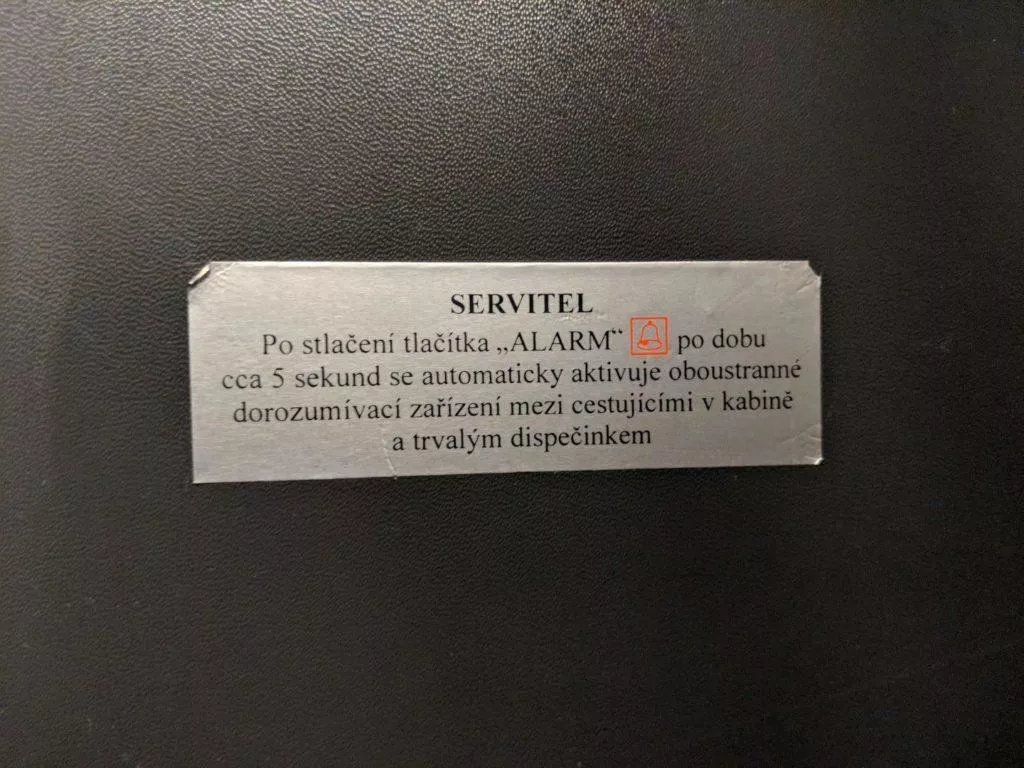 SERVITEL
Po stlačení tlačítka „ALARM“ po dobu
cca 5 sekund se automaticky aktivuje oboustranné
dorozumívací zařízení mezi cestujícími v kabině
a trvalým dispečinkem